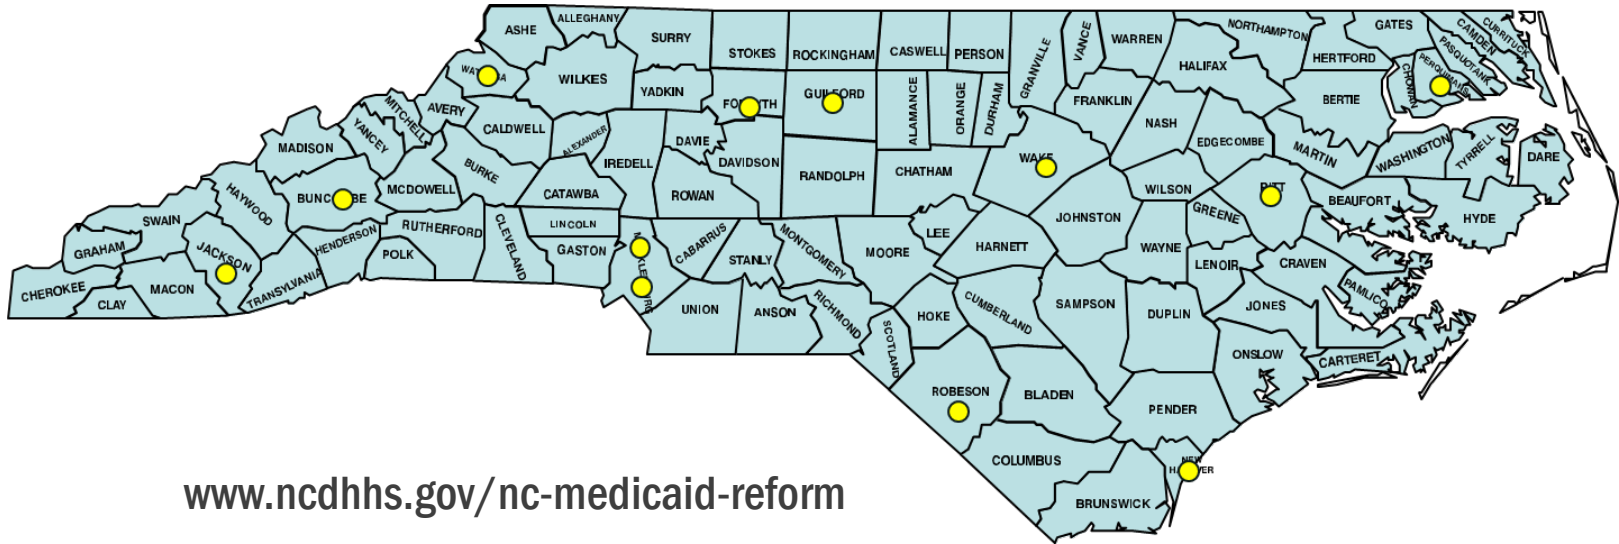 ASHE
ALLEGHANY
SURRY
STOKES
ROCKINGHAM
CASWELL
PERSON
GRANVILLE
VANCE
WARREN
NORTHAMPTON
GATES
CURRITUCK
CAMDEN
PASQUOTANK
PERQUIMANS
CHOWAN
HERTFORD
HALIFAX
BERTIE
WILKES
YADKIN
GUILFORD
ALAMANCE
ORANGE
DURHAM
FRANKLIN
NASH
EDGECOMBE
MARTIN
WASHINGTON
TYRRELL
DARE
MITCHELL
AVERY
YANCEY
CALDWELL
ALEXANDER
IREDELL
DAVIE
DAVIDSON
RANDOLPH
CHATHAM
WAKE
MADISON
BURKE
HAYWOOD
MCDOWELL
CATAWBA
ROWAN
WILSON
GREENE
BEAUFORT
HYDE
SWAIN
JACKSON
HENDERSON
RUTHERFORD
CLEVELAND
LINCOLN
GASTON
CABARRUS
STANLY
MONTGOMERY
MOORE
LEE
HARNETT
JOHNSTON
WAYNE
LENOIR
CRAVEN
PAMLICO
GRAHAM
CHEROKEE
CLAY
MACON
TRANSYLVANIA
POLK
UNION
ANSON
RICHMOND
SCOTLAND
HOKE
CUMBERLAND
SAMPSON
DUPLIN
JONES
ONSLOW
CARTERET
ROBESON
BLADEN
PENDER
COLUMBUS
BRUNSWICK
NEW
www.ncdhhs.gov/nc-medicaid-reform